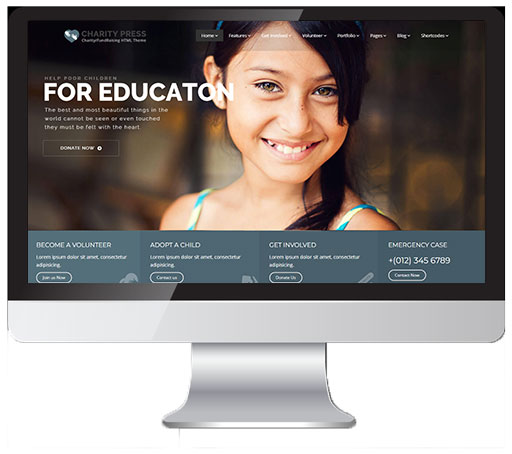 CHARITY PRESS
Charity/Fundraising HTML Theme
Home Features Get Involved Volunteer Portfolio Pages Blog Shortcodes
HELP POOR CHILDREN
FOR EDUCATON
The best and most beautiful things in the
world cannot be seen or even touched
they must be felt with the heart.
DONATE NOW
BECOME A VOLUNTEER
Lorem ipsum dolor sit amet, consectetur
adipisicing.
Join us Now
ADOPT A CHILD
Lorem ipsum dolor sit amet, consectetur
adipisicing.
Contact us
GET INVOLVED
Lorem ipsum dolor sit amet, consectetur
adipisicing.
Donate Us
EMERGENCY CASE
+(012) 345 6789
Contact Now